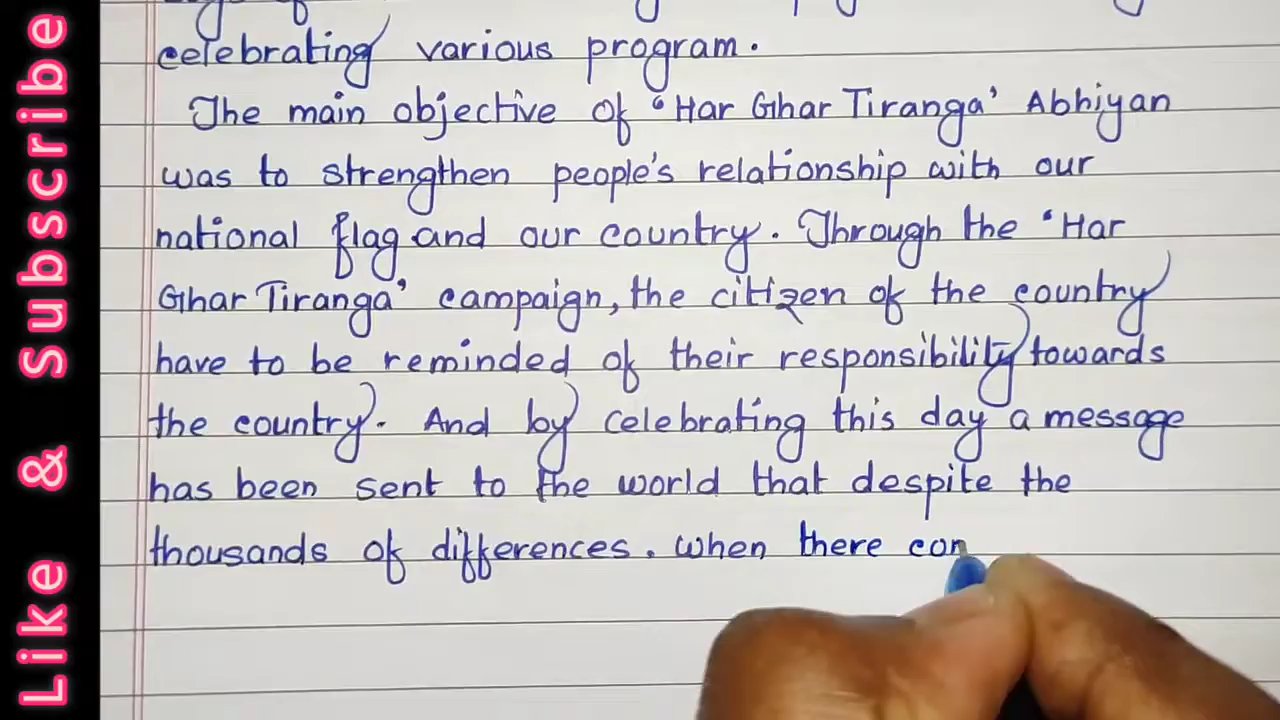 Like & Subscribe
celebrating various program.
The main objective of 'Har Ghar Tiranga' Abhiyan
was to strengthen people's relationship with our
national flag and our country. Through the 'Har
Ghar Tiranga' campaign, the citizen of the country
have to be reminded of their responsibility towards
the country. And by celebrating this day a message
has been sent to the world that despite the
thousands of differences. When there com